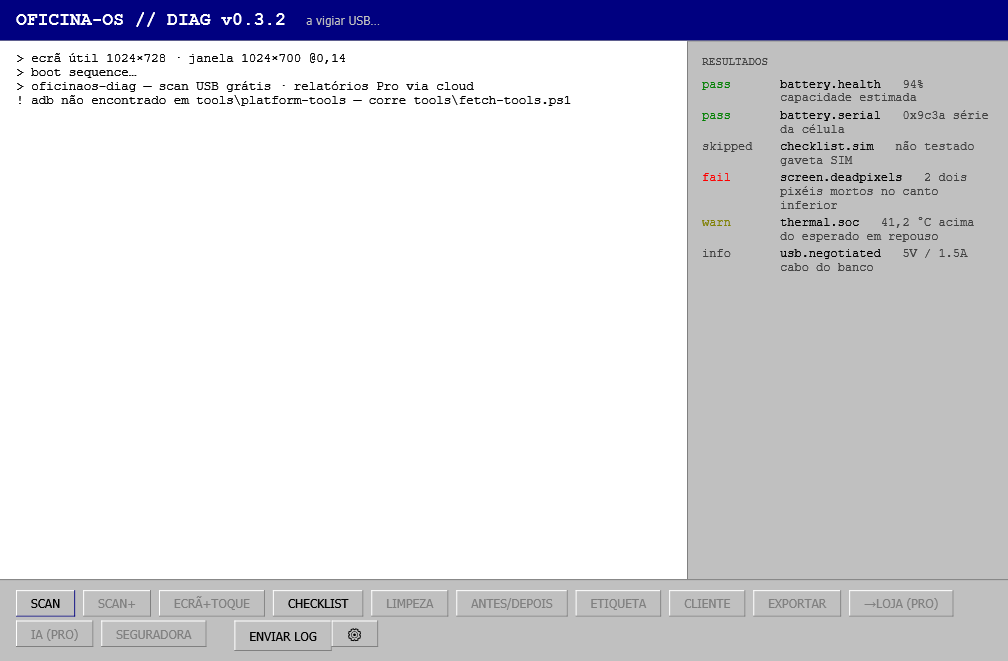 OFICINA-OS // DIAG v0.3.2 a vigiar USB…
> ecrã útil 1024×728 · janela 1024×700 @0,14
> boot sequence…
> oficinaos-diag — scan USB grátis · relatórios Pro via cloud
! adb não encontrado em tools\platform-tools — corre tools\fetch-tools.ps1
RESULTADOS
pass battery.health 94%
capacidade estimada
pass battery.serial 0x9c3a série
da célula
skipped checklist.sim não testado
gaveta SIM
fail screen.deadpixels 2 dois
pixéis mortos no canto
inferior
warn thermal.soc 41,2 °C acima
do esperado em repouso
info usb.negotiated 5V / 1.5A
cabo do banco
SCAN SCAN+ ECRÃ+TOQUE CHECKLIST LIMPEZA ANTES/DEPOIS ETIQUETA CLIENTE EXPORTAR →LOJA (PRO)
IA (PRO) SEGURADORA ENVIAR LOG